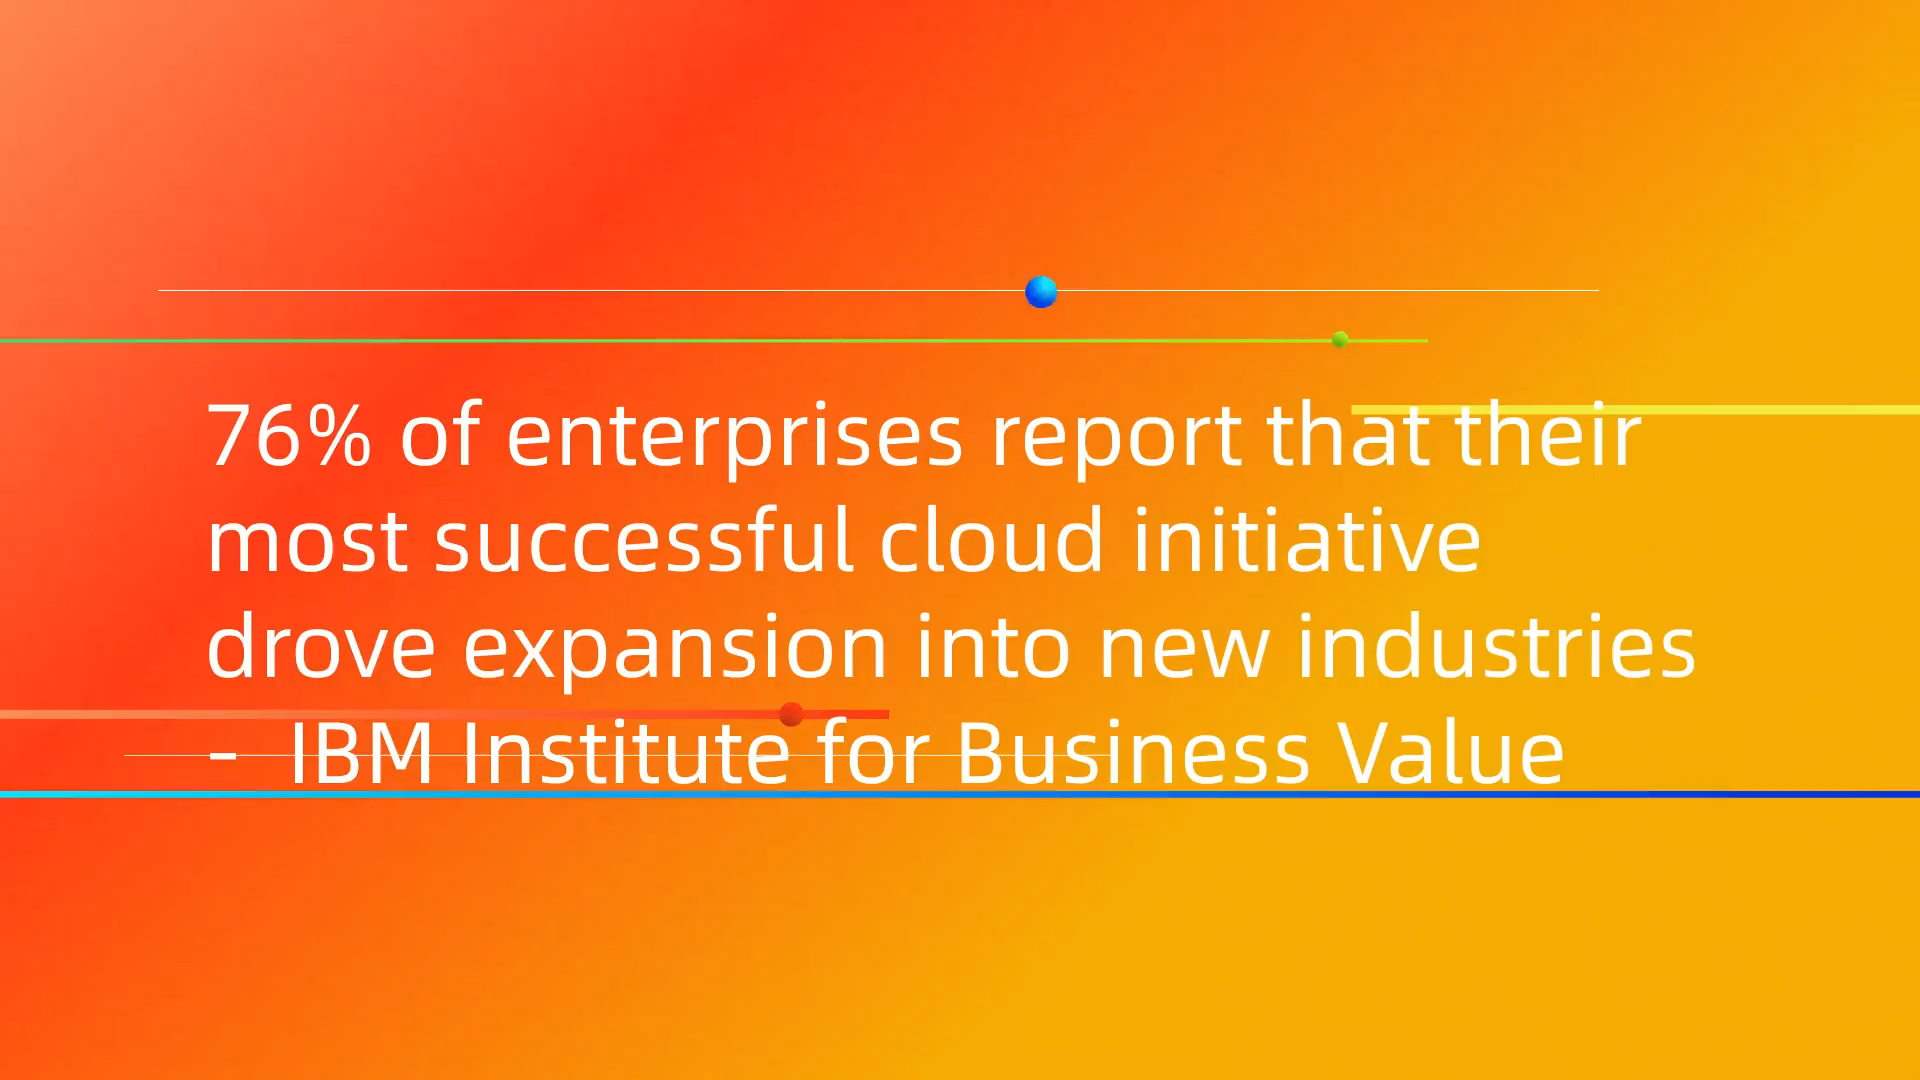 76% of enterprises report that their
most successful cloud initiative
drove expansion into new industries
- IBM Institute for Business Value